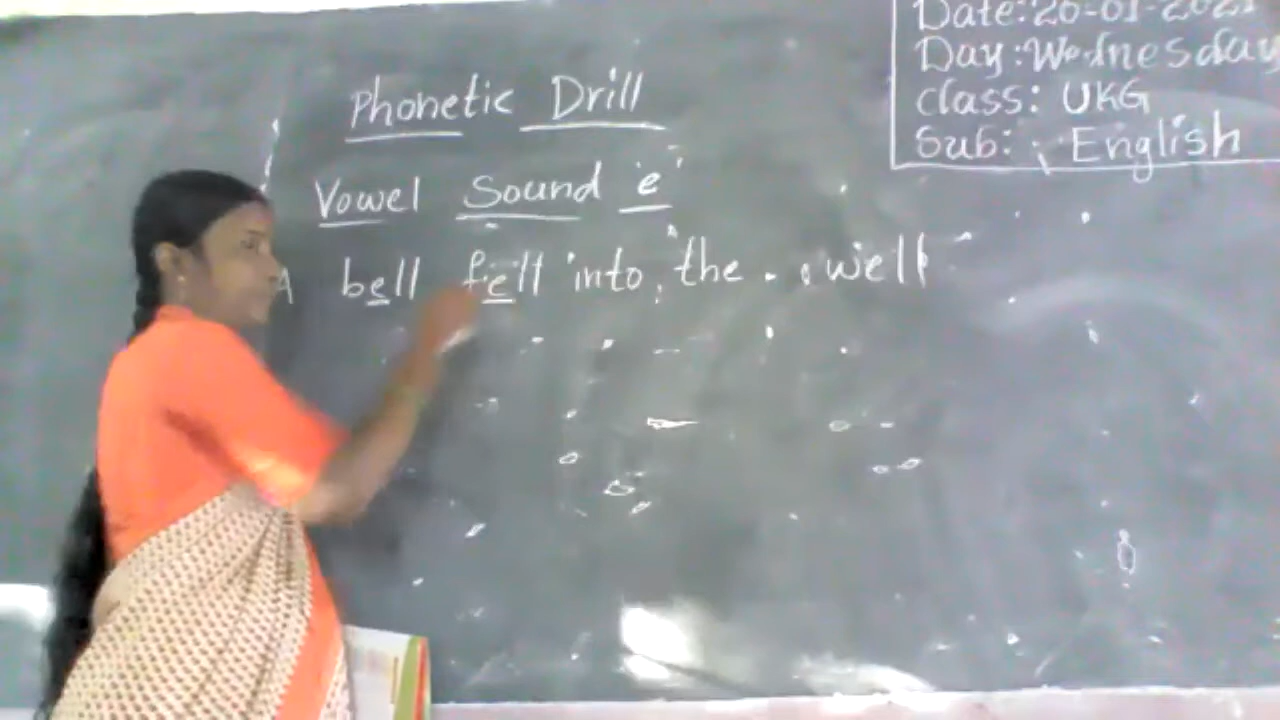 Date:20-01-2021
Day:Wednesday
class: UKG
Sub: English
Phonetic Drill
Vowel Sound 'e'
A bell fell into the well